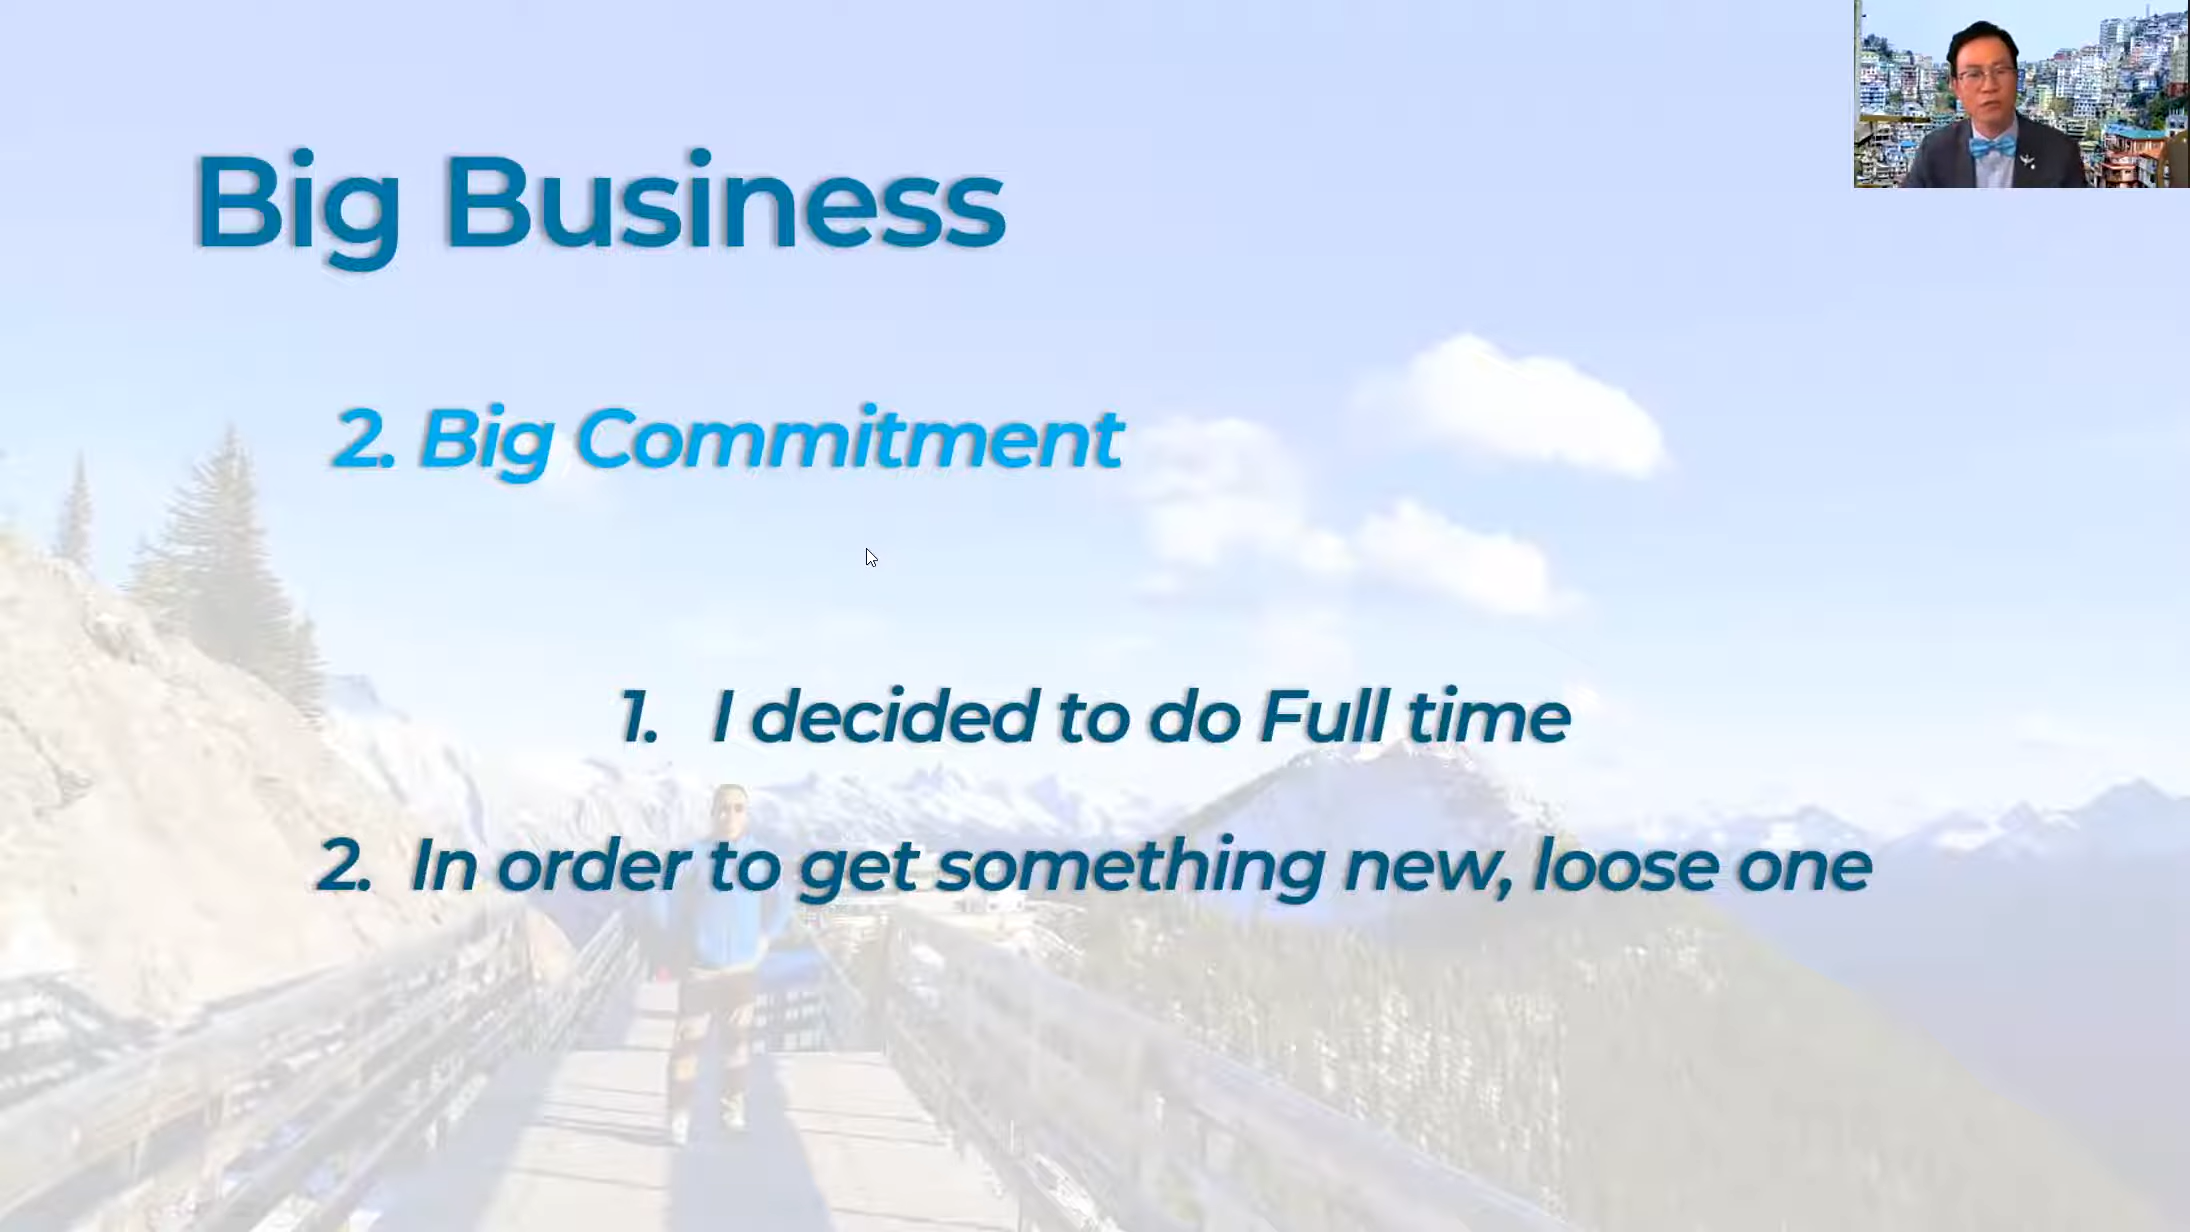 Big Business
2. Big Commitment
1. I decided to do Full time
2. In order to get something new, loose one